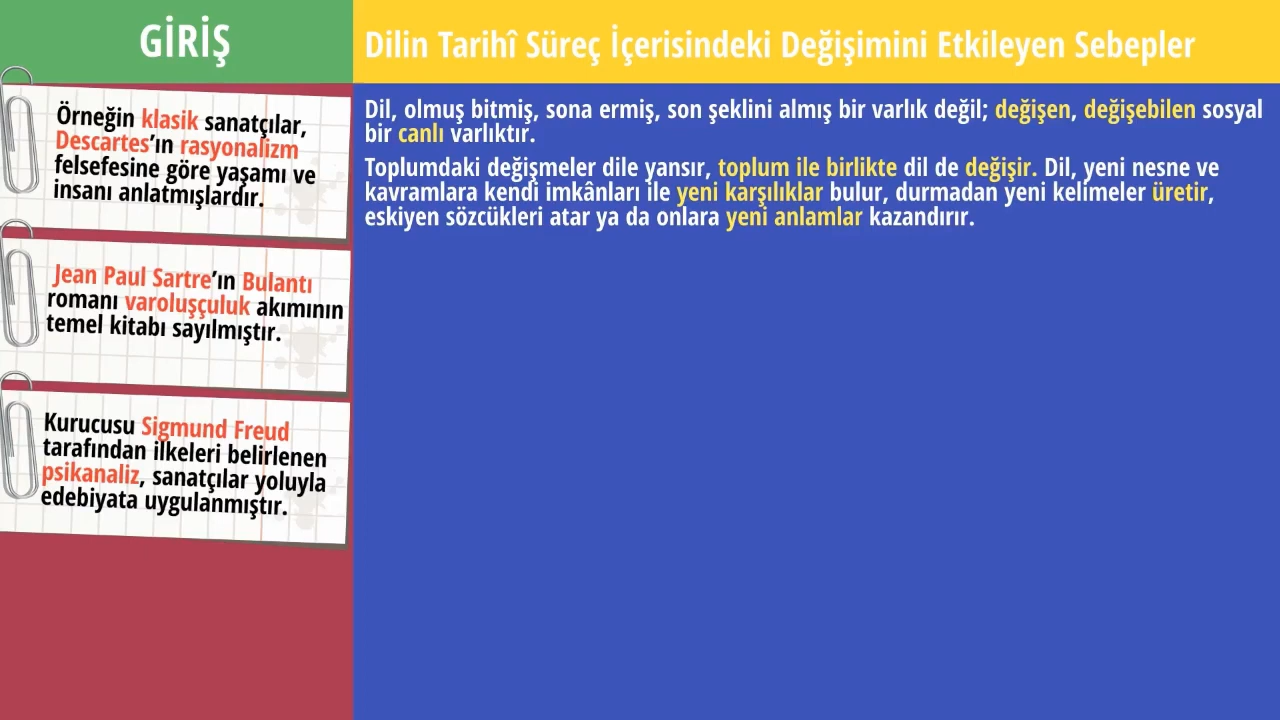 GİRİŞ
Örneğin klasik sanatçılar,
Descartes’ın rasyonalizm
felsefesine göre yaşamı ve
insanı anlatmışlardır.
Jean Paul Sartre’ın Bulantı
romanı varoluşçuluk akımının
temel kitabı sayılmıştır.
Kurucusu Sigmund Freud
tarafından ilkeleri belirlenen
psikanaliz, sanatçılar yoluyla
edebiyata uygulanmıştır.
Dilin Tarihî Süreç İçerisindeki Değişimini Etkileyen Sebepler
Dil, olmuş bitmiş, sona ermiş, son şeklini almış bir varlık değil; değişen, değişebilen sosyal
bir canlı varlıktır.
Toplumdaki değişmeler dile yansır, toplum ile birlikte dil de değişir. Dil, yeni nesne ve
kavramlara kendi imkânları ile yeni karşılıklar bulur, durmadan yeni kelimeler üretir,
eskiyen sözcükleri atar ya da onlara yeni anlamlar kazandırır.